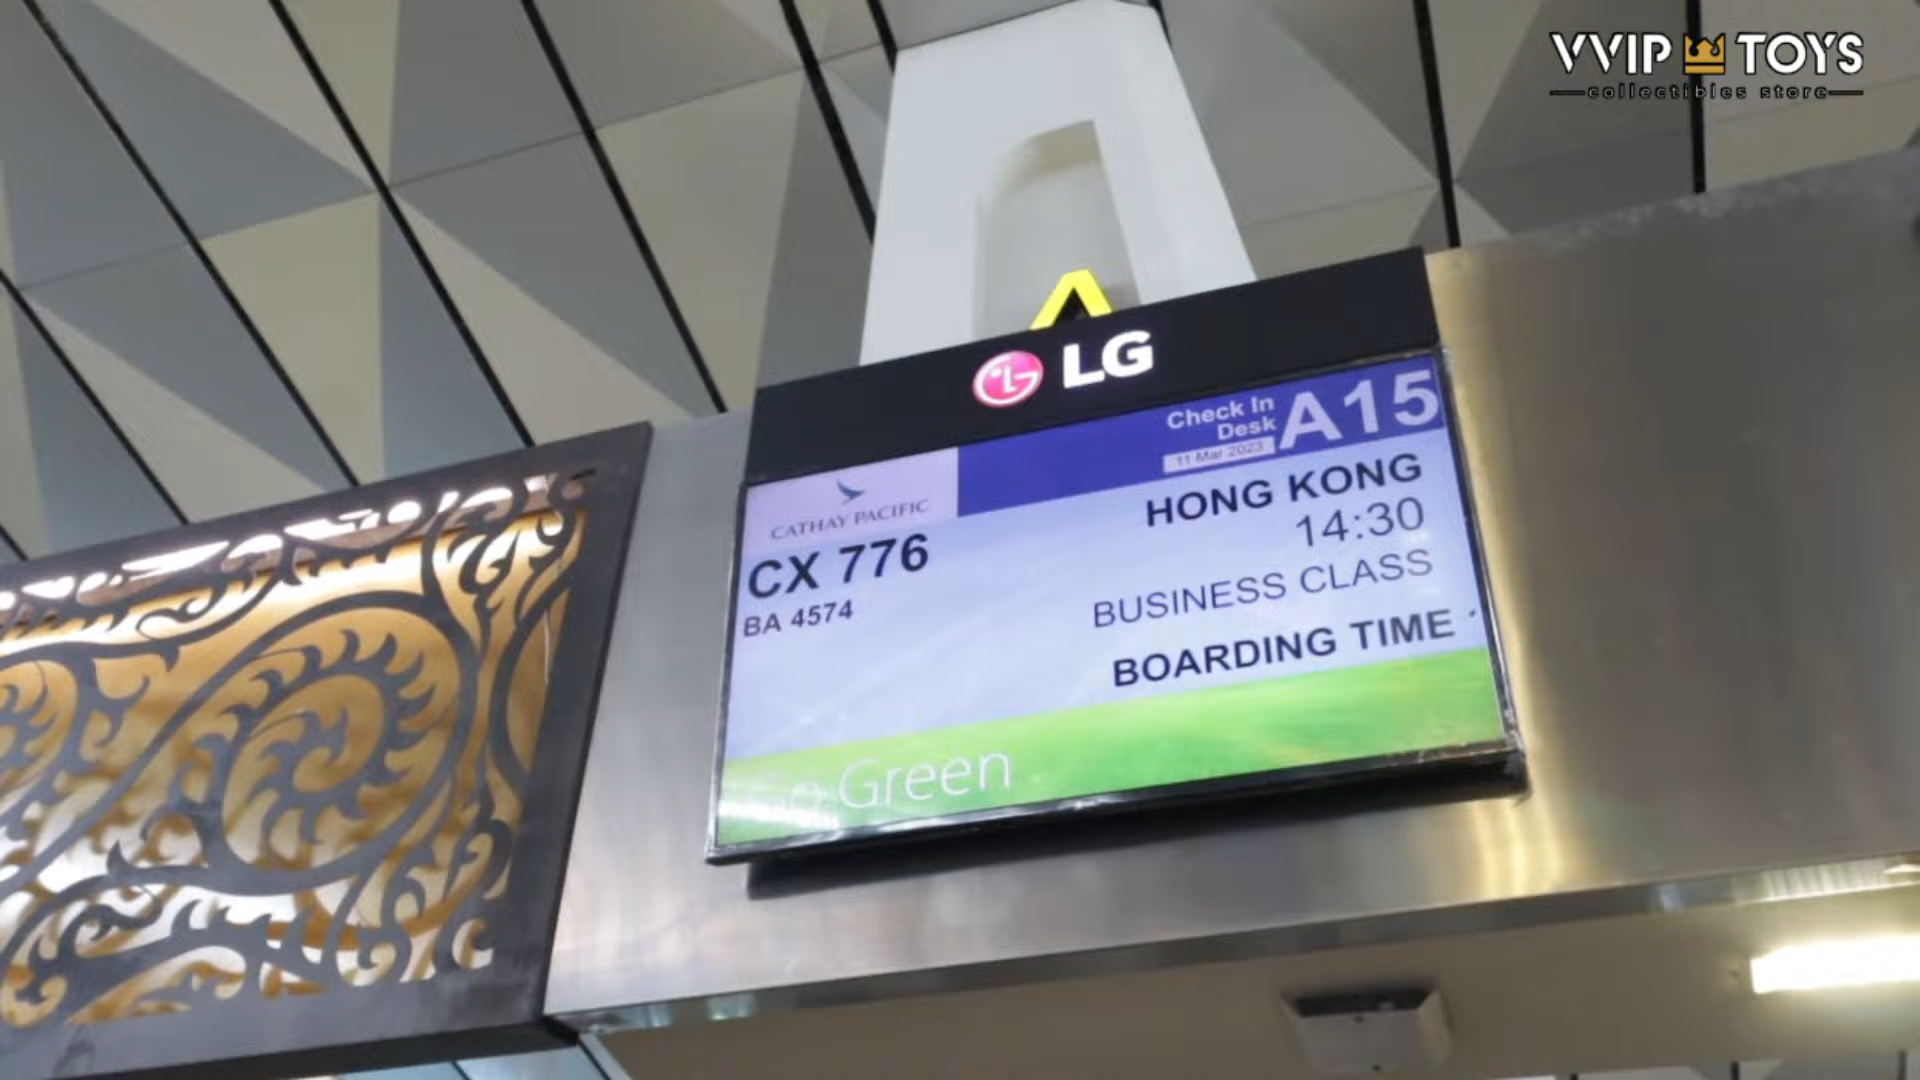 VVIP TOYS
collectibles store
LG
Check In
Desk
A15
11 Mar 2023
CATHAY PACIFIC
HONG KONG
CX 776
14:30
BA 4574
BUSINESS CLASS
BOARDING TIME
Go Green